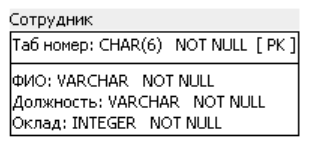 Сотрудник
Таб номер: CHAR(6) NOT NULL [ PK ]
ФИО: VARCHAR NOT NULL
Должность: VARCHAR NOT NULL
Оклад: INTEGER NOT NULL